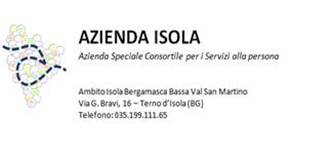 AZIENDA ISOLA
Azienda Speciale Consortile per i Servizi alla persona
Ambito Isola Bergamasca Bassa Val San Martino
Via G. Bravi, 16 – Terno d'Isola (BG)
Telefono: 035.199.111.65